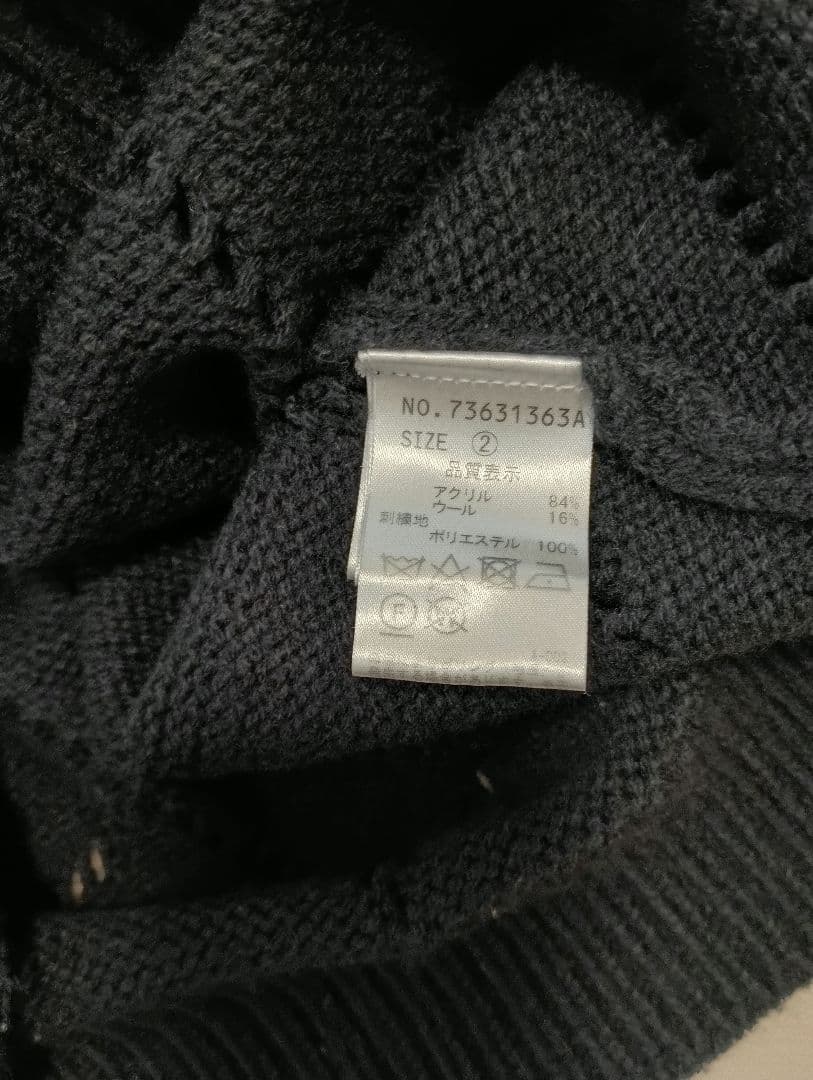 NO.73631363A
SIZE ②
品質表示
アクリル 84%
ウール 16%
刺繍地
ポリエステル 100%